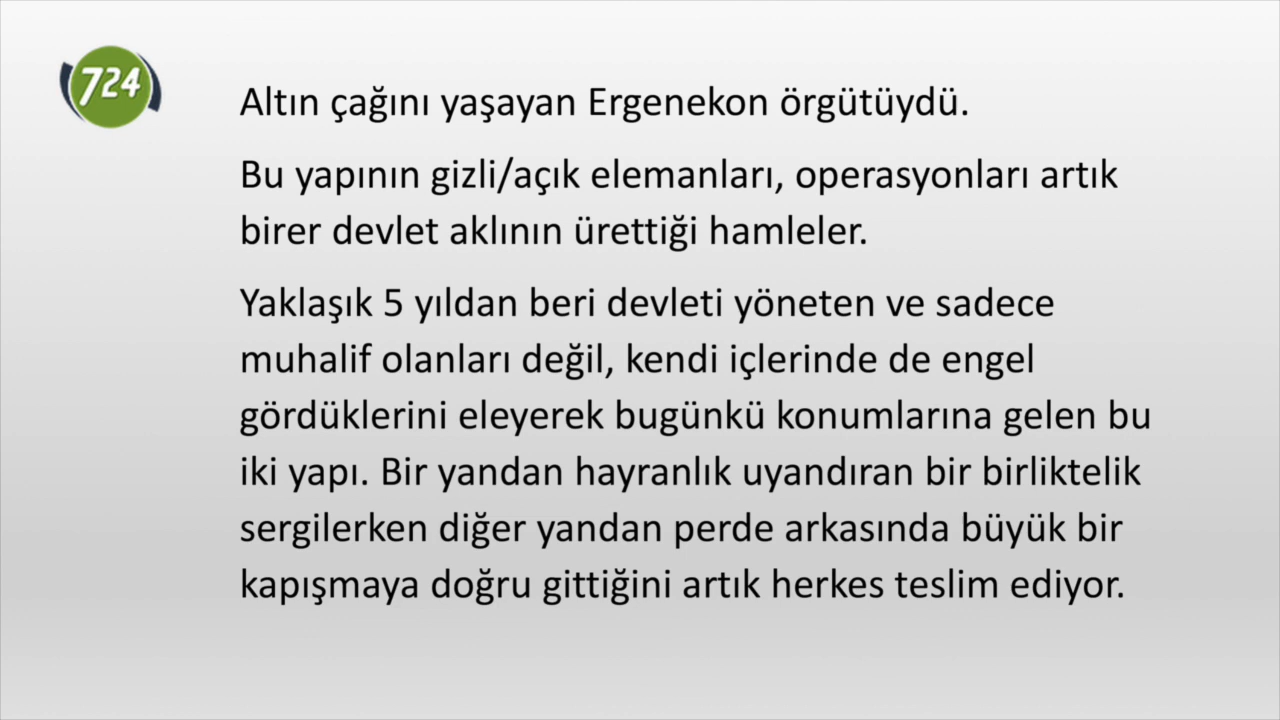 724
Altın çağını yaşayan Ergenekon örgütüydü.
Bu yapının gizli/açık elemanları, operasyonları artık
birer devlet aklının ürettiği hamleler.
Yaklaşık 5 yıldan beri devleti yöneten ve sadece
muhalif olanları değil, kendi içlerinde de engel
gördüklerini eleyerek bugünkü konumlarına gelen bu
iki yapı. Bir yandan hayranlık uyandıran bir birliktelik
sergilerken diğer yandan perde arkasında büyük bir
kapışmaya doğru gittiğini artık herkes teslim ediyor.